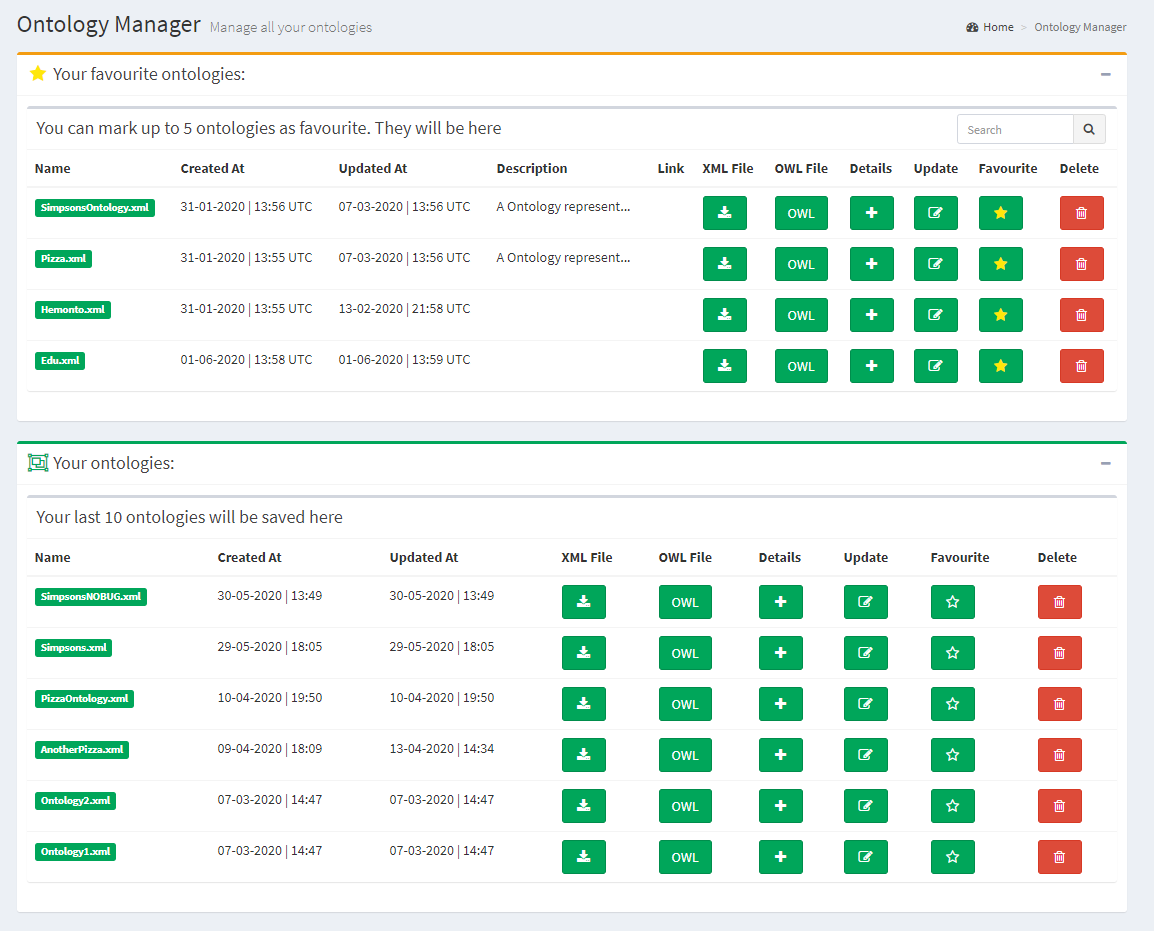 Ontology Manager Manage all your ontologies Home > Ontology Manager
Your favourite ontologies:
You can mark up to 5 ontologies as favourite. They will be here Search
Name Created At Updated At Description Link XML File OWL File Details Update Favourite Delete
SimpsonsOntology.xml 31-01-2020 | 13:56 UTC 07-03-2020 | 13:56 UTC A Ontology represent... OWL
Pizza.xml 31-01-2020 | 13:55 UTC 07-03-2020 | 13:56 UTC A Ontology represent... OWL
Hemonto.xml 31-01-2020 | 13:55 UTC 13-02-2020 | 21:58 UTC OWL
Edu.xml 01-06-2020 | 13:58 UTC 01-06-2020 | 13:59 UTC OWL
Your ontologies:
Your last 10 ontologies will be saved here
Name Created At Updated At XML File OWL File Details Update Favourite Delete
SimpsonsNOBUG.xml 30-05-2020 | 13:49 30-05-2020 | 13:49 OWL
Simpsons.xml 29-05-2020 | 18:05 29-05-2020 | 18:05 OWL
PizzaOntology.xml 10-04-2020 | 19:50 10-04-2020 | 19:50 OWL
AnotherPizza.xml 09-04-2020 | 18:09 13-04-2020 | 14:34 OWL
Ontology2.xml 07-03-2020 | 14:47 07-03-2020 | 14:47 OWL
Ontology1.xml 07-03-2020 | 14:47 07-03-2020 | 14:47 OWL